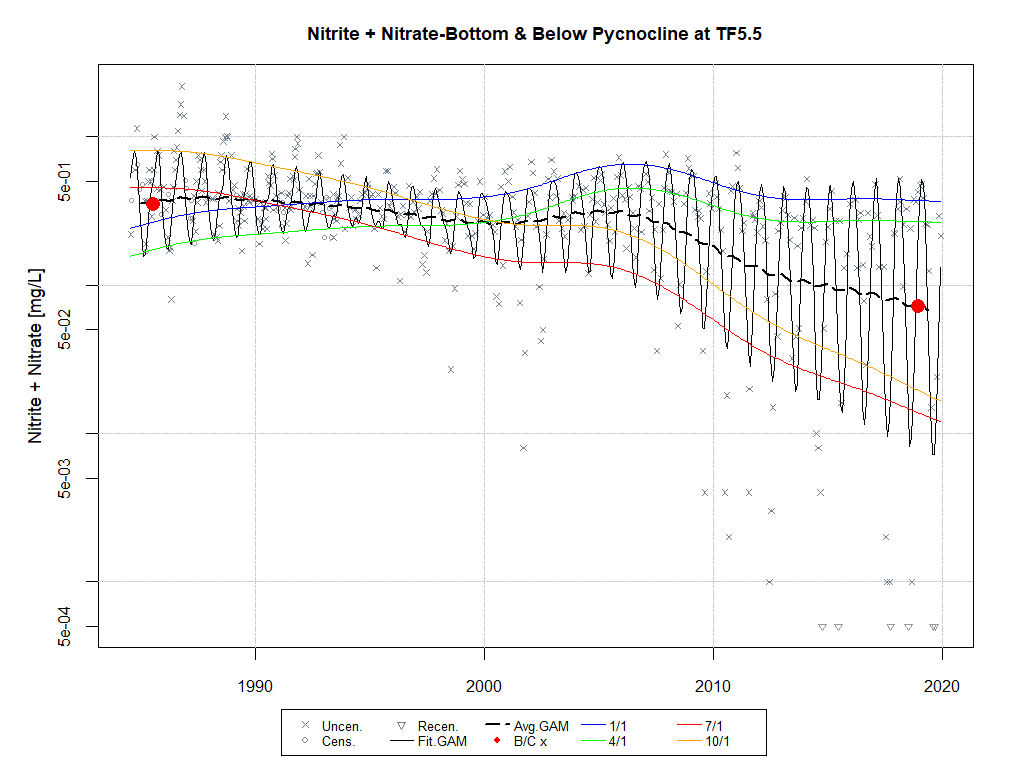 Nitrite + Nitrate-Bottom & Below Pycnocline at TF5.5
Nitrite + Nitrate [mg/L]
5e-01
5e-02
5e-03
5e-04
1990 2000 2010 2020
Uncen. Recen. Avg.GAM 1/1 7/1
Cens. Fit.GAM B/C x 4/1 10/1